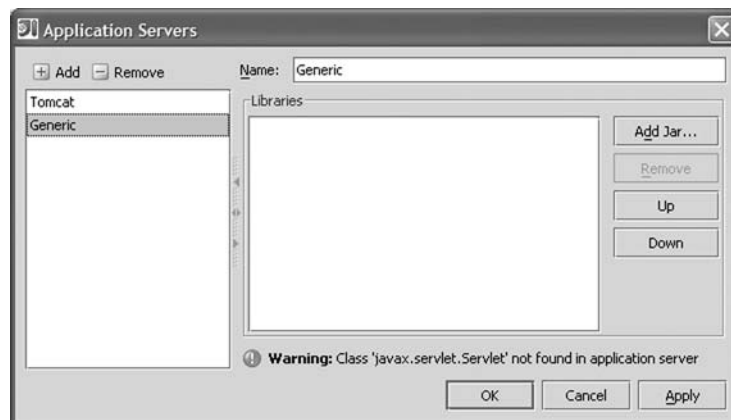 Application Servers
Add Remove
Name: Generic
Tomcat
Generic
Libraries
Add Jar...
Remove
Up
Down
Warning: Class 'javax.servlet.Servlet' not found in application server
OK Cancel Apply